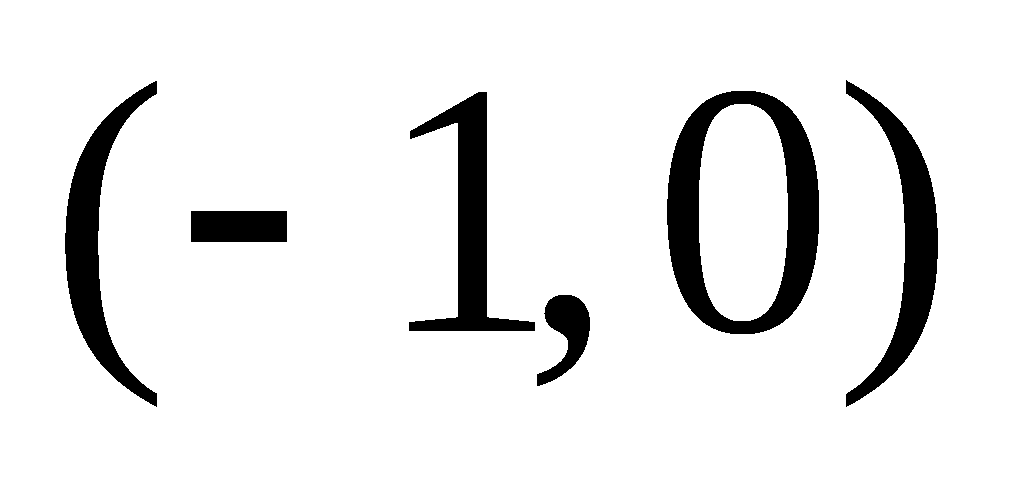 (- 1, 0)